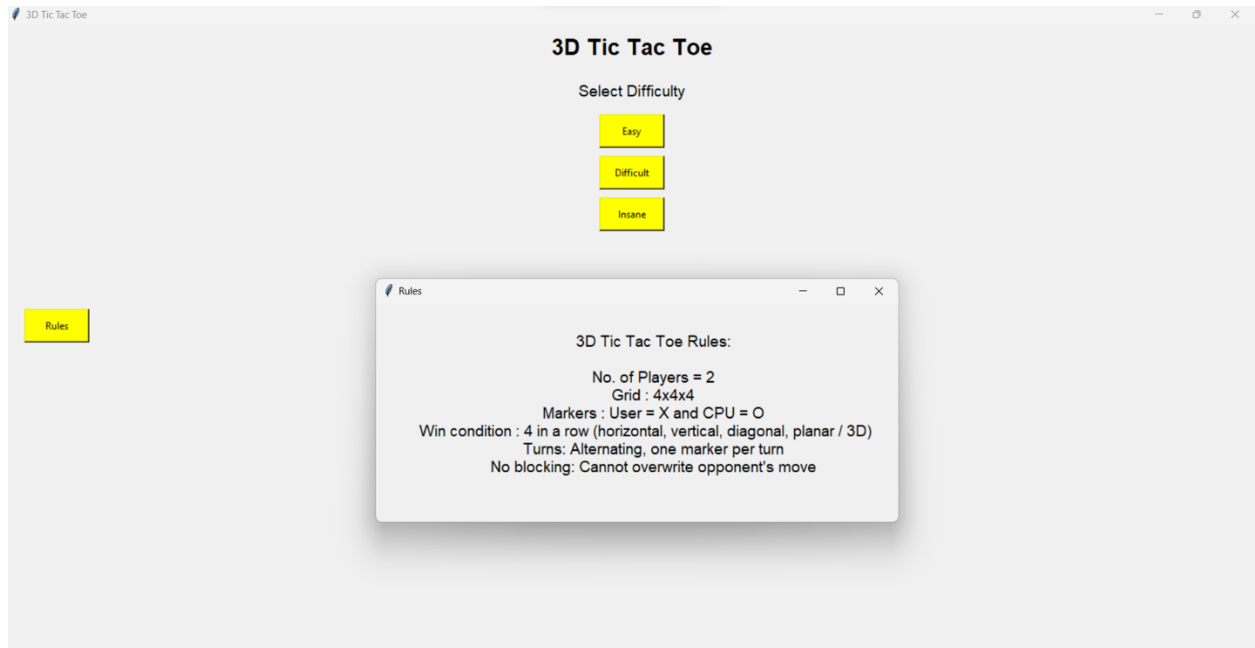 3D Tic Tac Toe
3D Tic Tac Toe
Select Difficulty
Easy
Difficult
Insane
Rules
Rules
3D Tic Tac Toe Rules:
No. of Players = 2
Grid : 4x4x4
Markers : User = X and CPU = O
Win condition : 4 in a row (horizontal, vertical, diagonal, planar / 3D)
Turns: Alternating, one marker per turn
No blocking: Cannot overwrite opponent's move